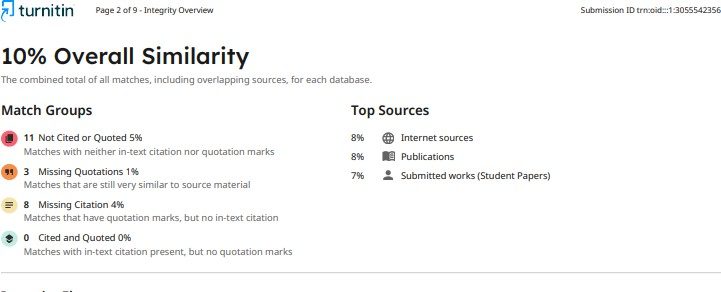 turnitin Page 2 of 9 - Integrity Overview Submission ID trn:oid:::1:3055542356
10% Overall Similarity
The combined total of all matches, including overlapping sources, for each database.
Match Groups
11 Not Cited or Quoted 5%
Matches with neither in-text citation nor quotation marks
3 Missing Quotations 1%
Matches that are still very similar to source material
8 Missing Citation 4%
Matches that have quotation marks, but no in-text citation
0 Cited and Quoted 0%
Matches with in-text citation present, but no quotation marks
Top Sources
8% Internet sources
8% Publications
7% Submitted works (Student Papers)